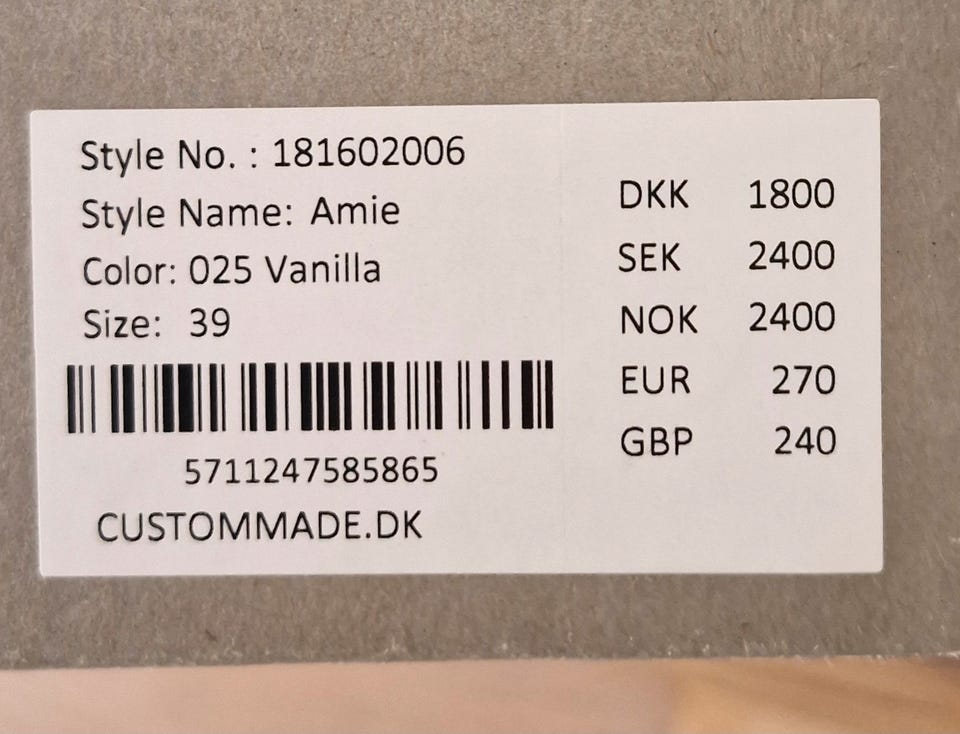 Style No. : 181602006
Style Name: Amie
Color: 025 Vanilla
Size: 39
5711247585865
CUSTOMMADE.DK
DKK 1800
SEK 2400
NOK 2400
EUR 270
GBP 240